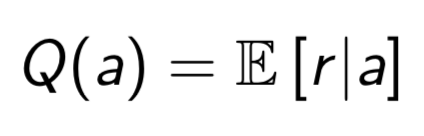 Q(a) = 𝔼 [r|a]